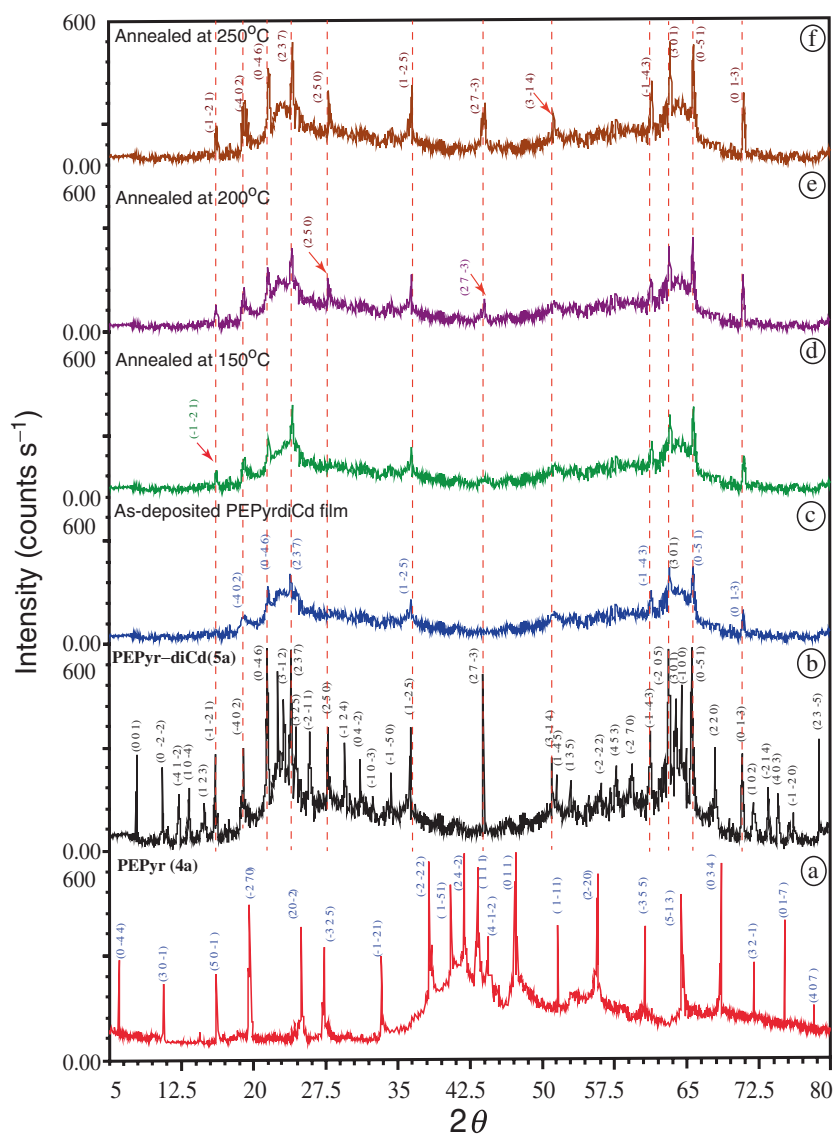 600
Annealed at 250°C
(-1 -2 1)
(-4 0 2)
(0 -4 6)
(2 3 7)
(2 5 0)
(1 -2 5)
(2 7 -3)
(3 -1 4)
(-1 -4 3)
(3 0 1)
(0 -5 1)
(0 1-3)
f
0.00
600
Annealed at 200°C
(2 5 0)
(2 7 -3)
e
0.00
600
Annealed at 150°C
(-1 -2 1)
d
0.00
600
As-deposited PEPyrdiCd film
(-4 0 2)
(0 -4 6)
(2 3 7)
(1 -2 5)
(-1 -4 3)
(3 0 1)
(0 -5 1)
(0 1-3)
c
0.00
600
PEPyr–diCd(5a)
(0 0 1)
(0 -2 -2)
(-4 1 -2)
(1 0 -4)
(1 2 3)
(-1 -2 1)
(-4 0 2)
(0 -4 6)
(3 -1 2)
(2 3 7)
(3 2 5)
(-2 -1 1)
(2 5 0)
(-1 2 4)
(0 4 -2)
(-1 0 -3)
(-1 -5 0)
(1 -2 5)
(2 7 -3)
(3 -1 4)
(1 -4 5)
(1 3 5)
(-2 -2 2)
(4 5 3)
(-2 7 0)
(-1 -4 3)
(-2 0 5)
(3 0 1)
(-1 0 0)
(0 -5 1)
(2 2 0)
(0 1-3)
(1 0 2)
(-2 1 4)
(4 0 3)
(-1 -2 0)
(2 3 -5)
b
0.00
600
PEPyr (4a)
(0 -4 4)
(3 0 -1)
(5 0 -1)
(-2 7 0)
(2 0 -2)
(-3 2 5)
(-1 -2 1)
(-2 -2 2)
( 1 -5 1)
(2 4 -2)
( 1 1 1)
(4 -1 -2)
(0 1 1)
( -1 -1 1)
(2 -2 0)
(-3 5 5)
(5 -1 3)
(0 3 4)
(3 2 -1)
(0 1-7)
(4 0 7)
a
0.00
5 12.5 20 27.5 35 42.5 50 57.5 65 72.5 80
2θ
Intensity (counts s⁻¹)